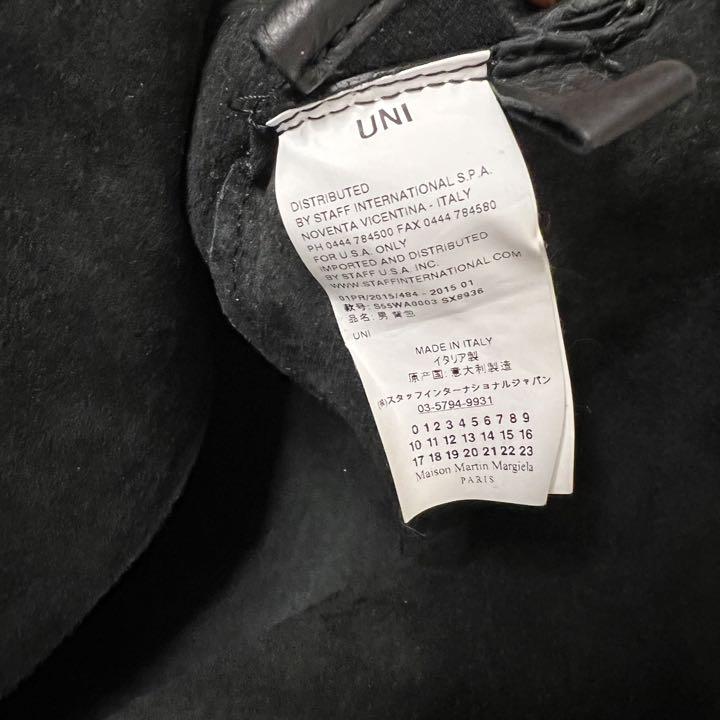 UNI
DISTRIBUTED
BY STAFF INTERNATIONAL S.P.A.
NOVENTA VICENTINA - ITALY
PH 0444 784500 FAX 0444 784580
FOR U.S.A. ONLY
IMPORTED AND DISTRIBUTED
BY STAFF U.S.A. INC.
WWW.STAFFINTERNATIONAL.COM
01PR/2015/484 - 2015 01
款号: S55WA0003 SX8936
品名: 男 背包
UNI
MADE IN ITALY
イタリア製
原产国: 意大利製造
(株)スタッフインターナショナルジャパン
03-5794-9931
0 1 2 3 4 5 6 7 8 9
10 11 12 13 14 15 16
17 18 19 20 21 22 23
Maison Martin Margiela
PARIS